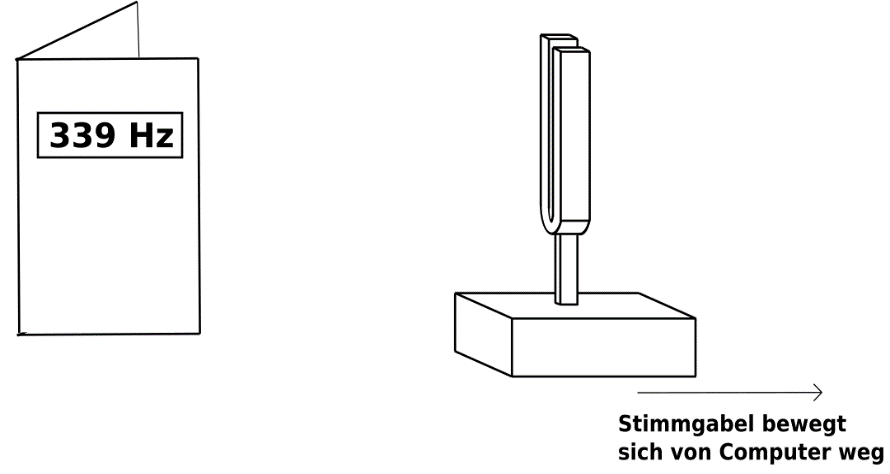 339 Hz
Stimmgabel bewegt
sich von Computer weg